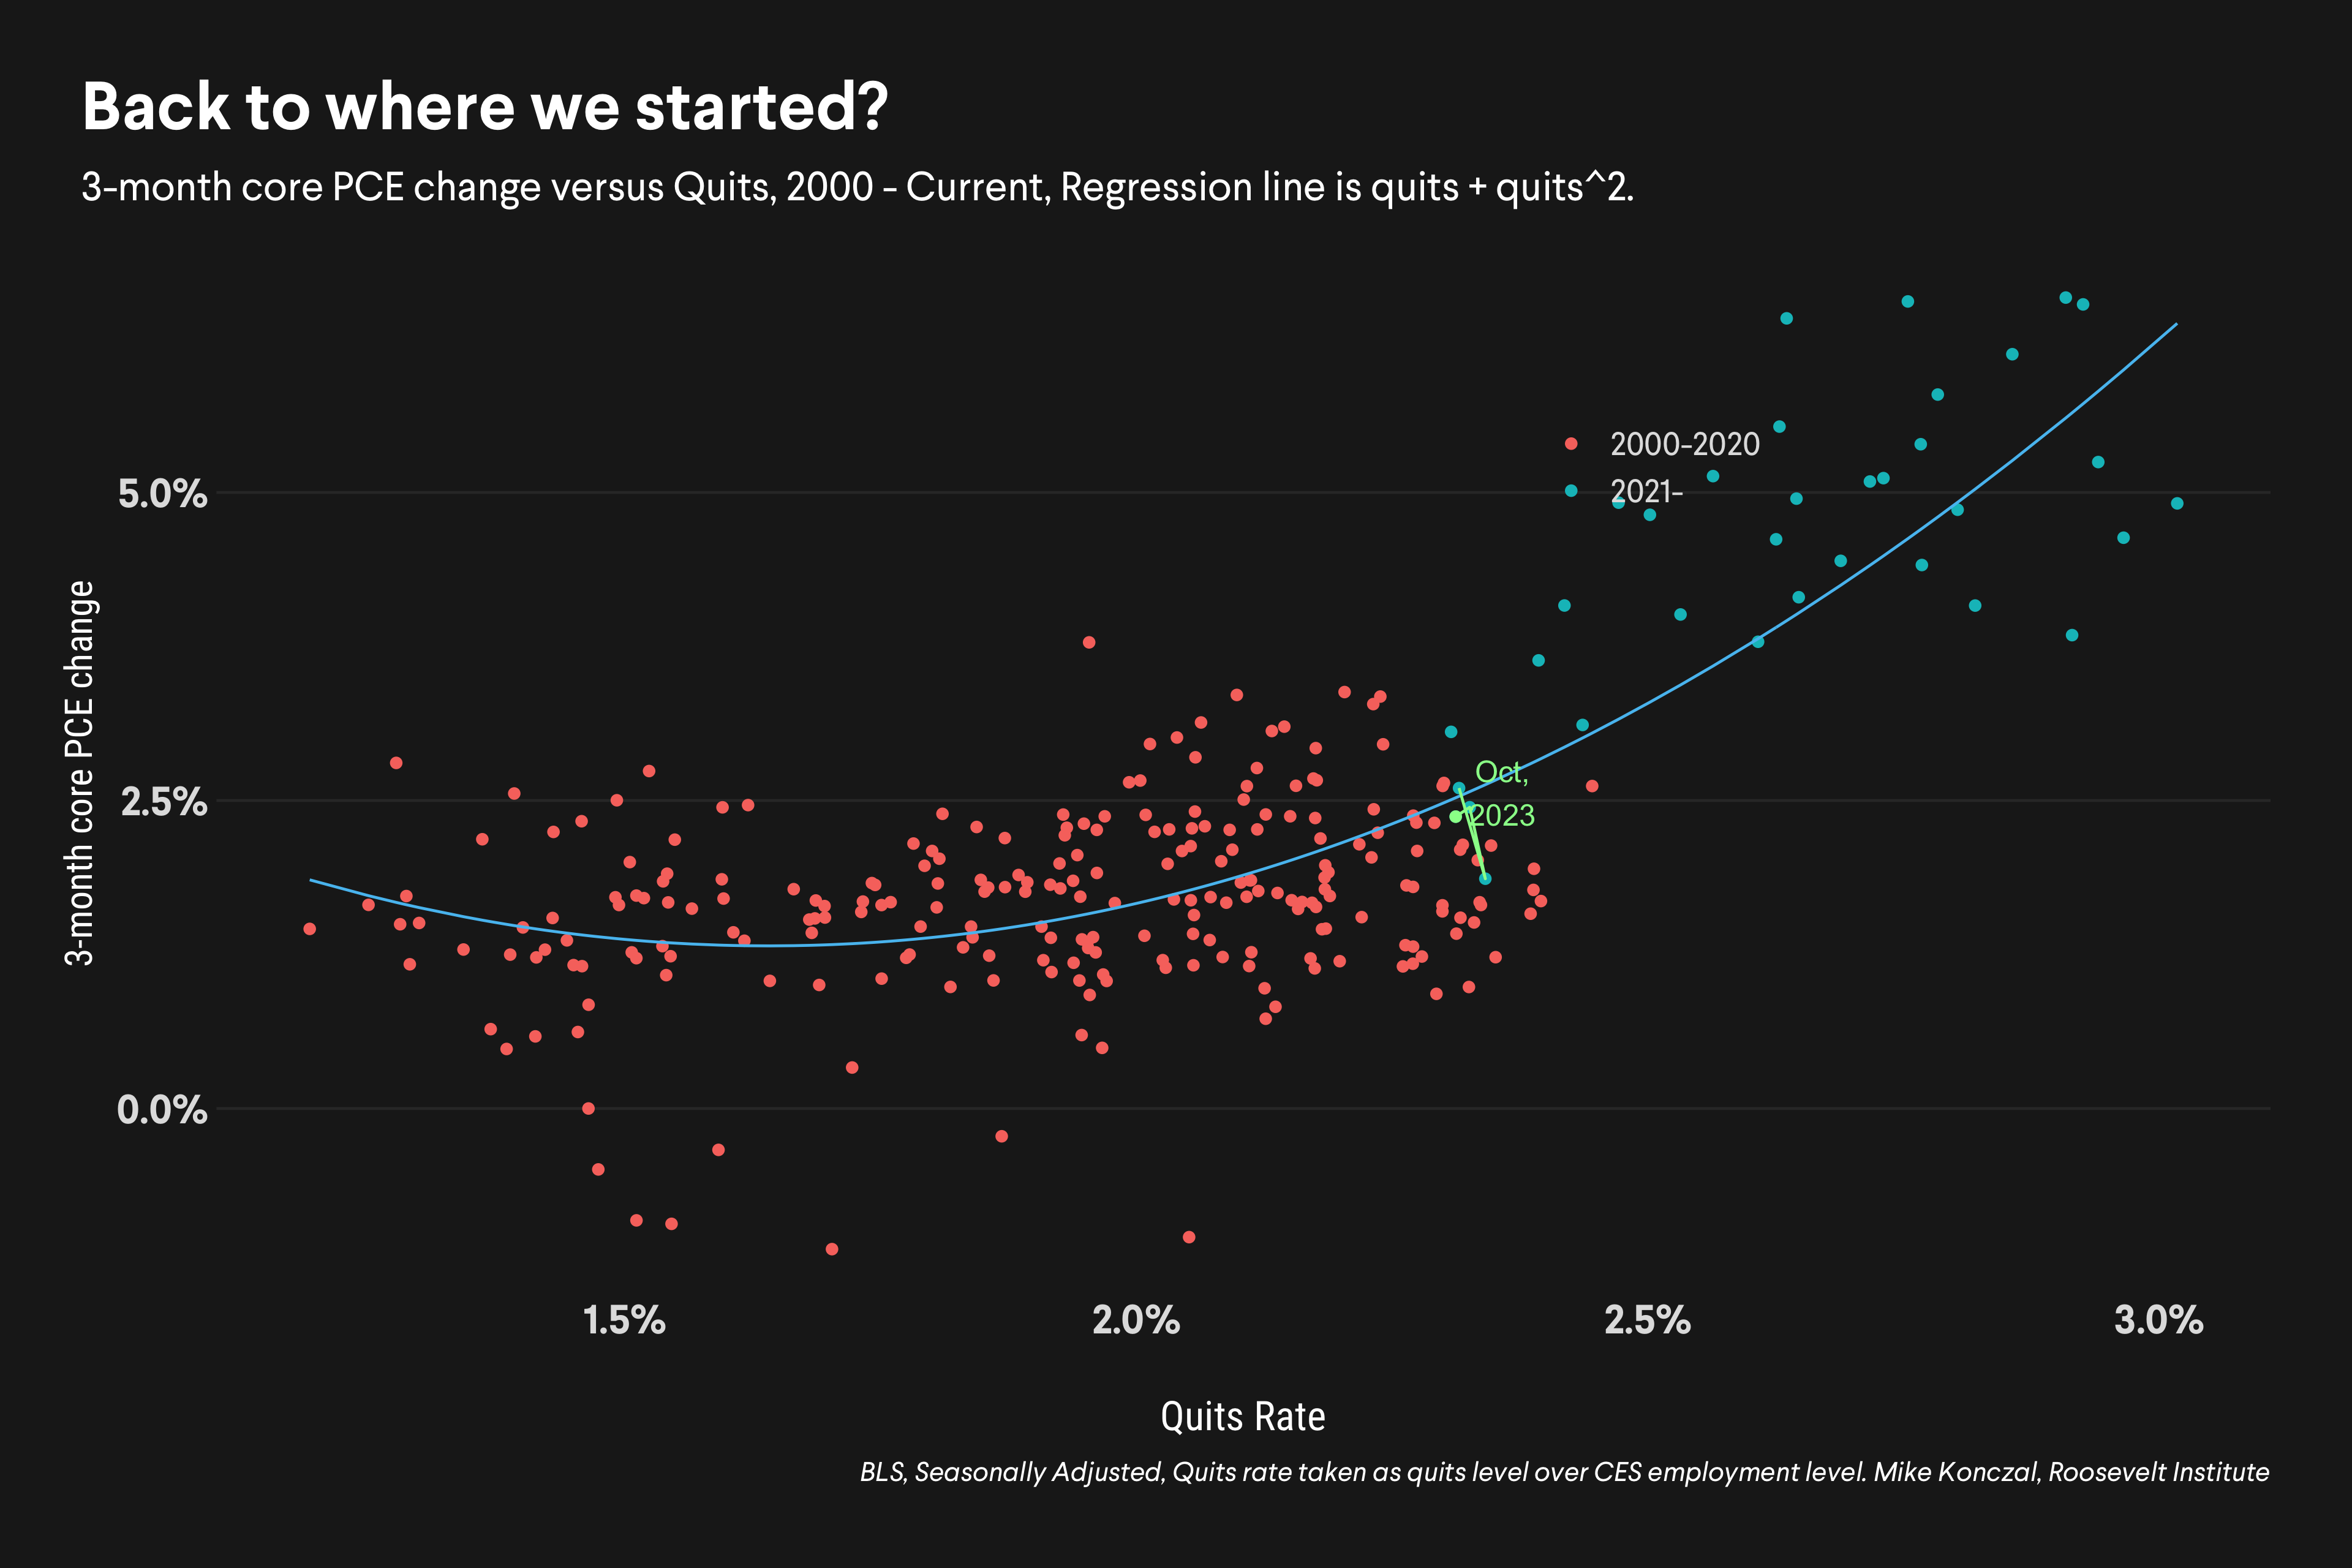 Back to where we started?
3-month core PCE change versus Quits, 2000 - Current, Regression line is quits + quits^2.
3-month core PCE change
5.0%
2.5%
0.0%
2000-2020
2021-
Oct,
2023
1.5%
2.0%
2.5%
3.0%
Quits Rate
BLS, Seasonally Adjusted, Quits rate taken as quits level over CES employment level. Mike Konczal, Roosevelt Institute